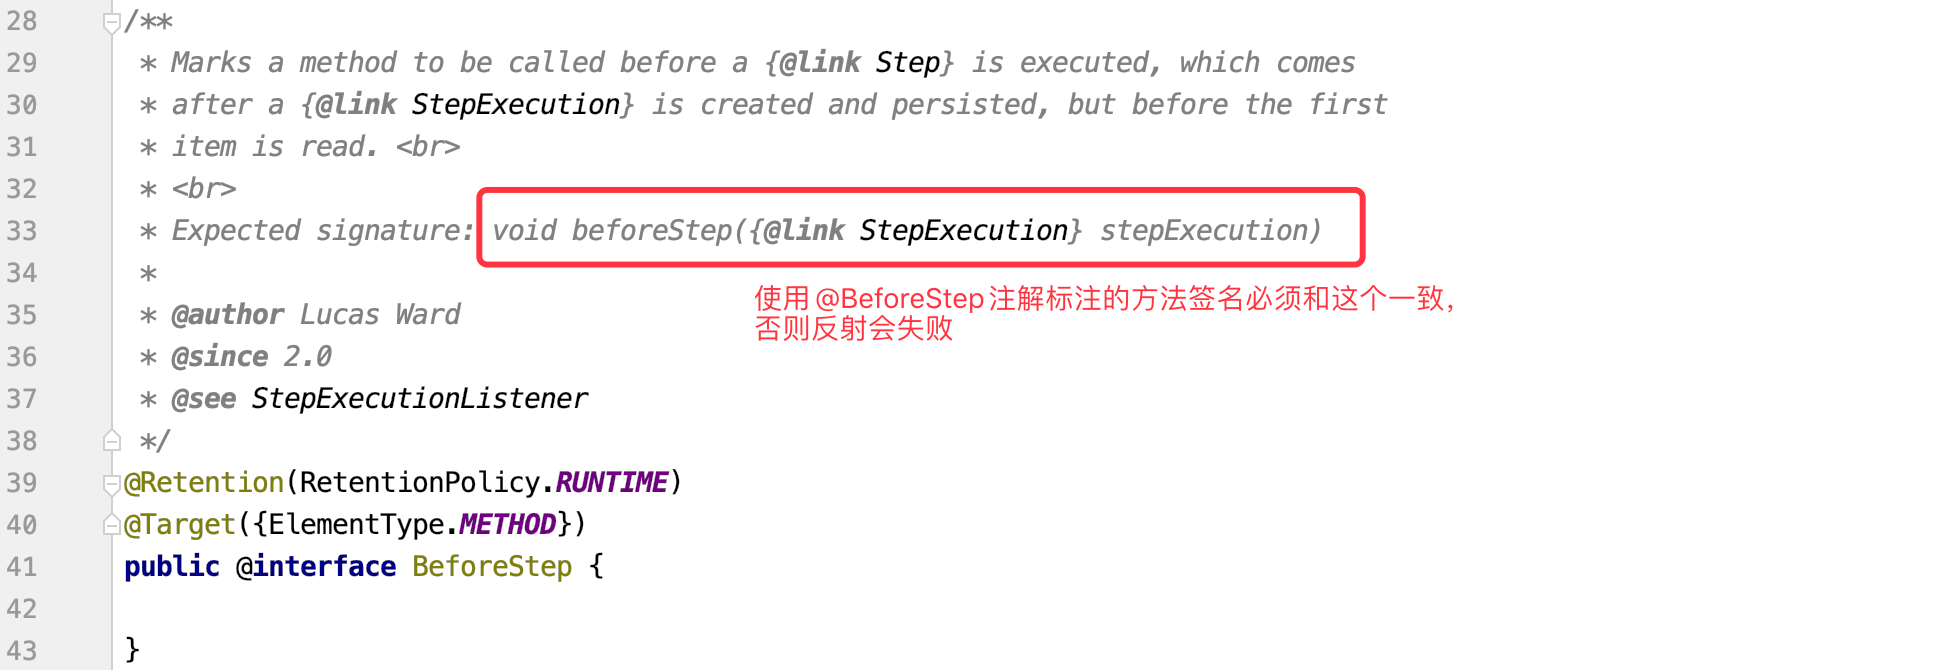 28 /**
29 * Marks a method to be called before a {@link Step} is executed, which comes
30 * after a {@link StepExecution} is created and persisted, but before the first
31 * item is read. <br>
32 * <br>
33 * Expected signature: void beforeStep({@link StepExecution} stepExecution)
34 *
使用 @BeforeStep 注解标注的方法签名必须和这个一致，
否则反射会失败
35 * @author Lucas Ward
36 * @since 2.0
37 * @see StepExecutionListener
38 */
39 @Retention(RetentionPolicy.RUNTIME)
40 @Target({ElementType.METHOD})
41 public @interface BeforeStep {
42
43 }